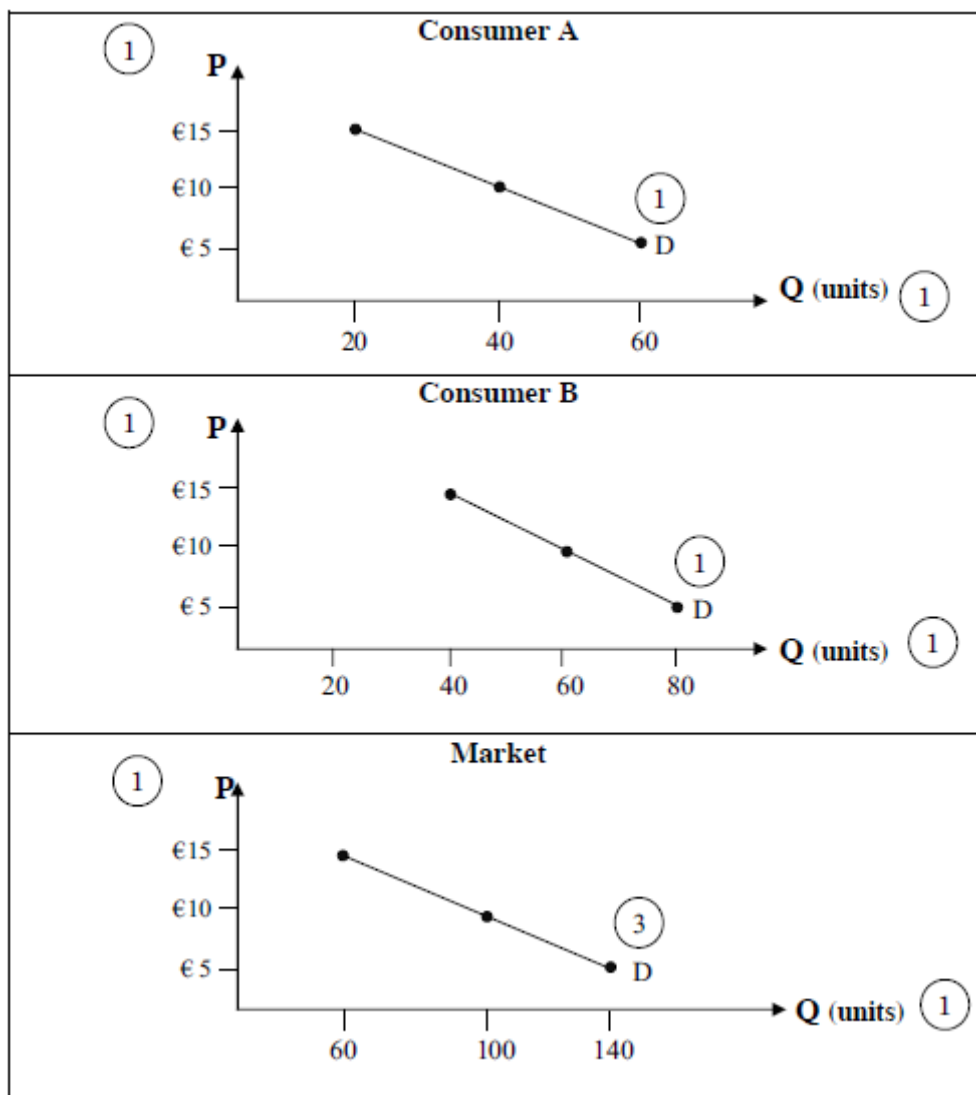 Consumer A
1
P
€15
€10
1
€5
D
Q (units) 1
20 40 60
Consumer B
1
P
€15
€10
1
€5
D
Q (units) 1
20 40 60 80
Market
1
P
€15
€10
3
€5
D
Q (units) 1
60 100 140